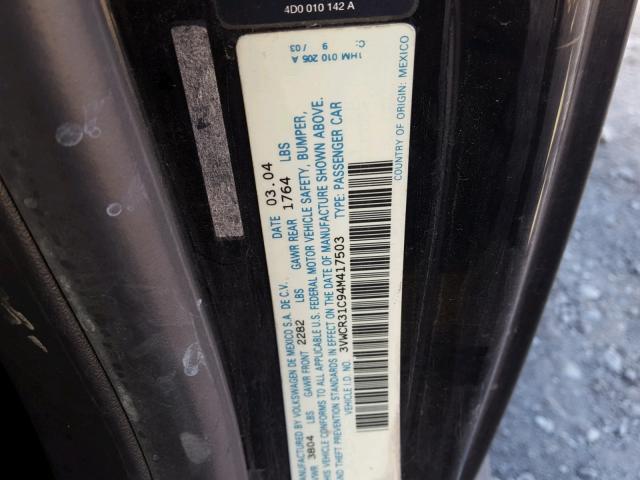 4D0 010 142 A
MANUFACTURED BY VOLKSWAGEN DE MEXICO S.A. DE C.V. DATE 03.04
GVWR 3804 LBS GAWR FRONT 2282 LBS GAWR REAR 1764 LBS
THIS VEHICLE CONFORMS TO ALL APPLICABLE U.S. FEDERAL MOTOR VEHICLE SAFETY, BUMPER,
THEFT PREVENTION STANDARDS IN EFFECT ON THE DATE OF MANUFACTURE SHOWN ABOVE.
VEHICLE I.D. NO. 3VWCR31C94M417503 TYPE: PASSENGER CAR
COUNTRY OF ORIGIN: MEXICO
1HM 010 205 A
9 / 03